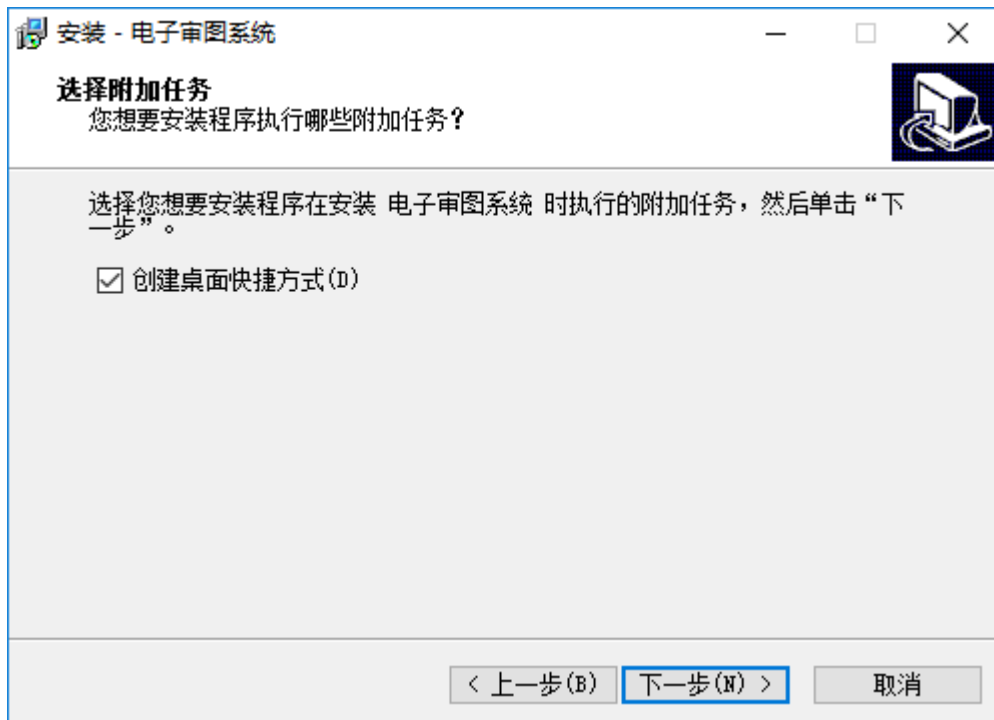 安装 - 电子审图系统
选择附加任务
您想要安装程序执行哪些附加任务?
选择您想要安装程序在安装 电子审图系统 时执行的附加任务，然后单击“下
一步”。
创建桌面快捷方式(D)
< 上一步(B) 下一步(N) > 取消